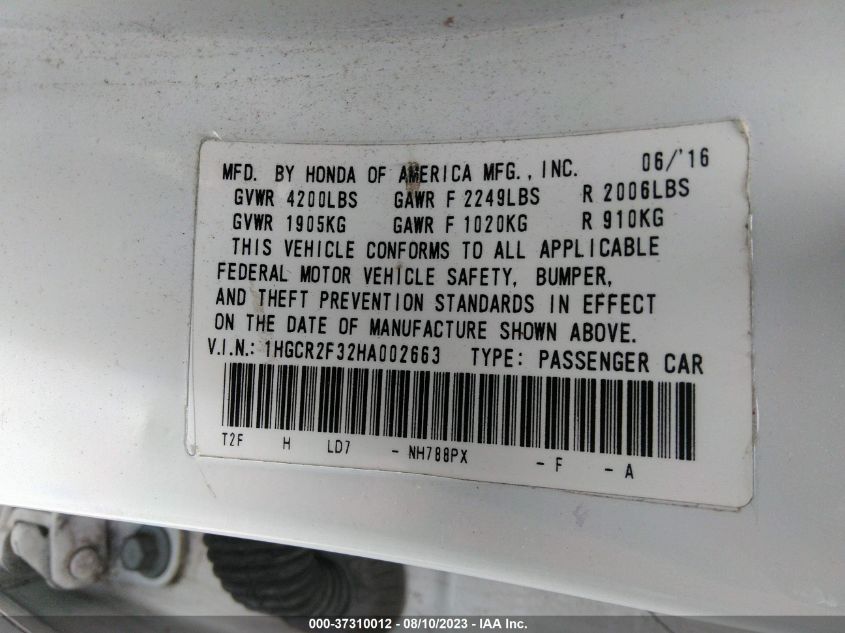 MFD. BY HONDA OF AMERICA MFG., INC. 06/'16
GVWR 4200LBS GAWR F 2249LBS R 2006LBS
GVWR 1905KG GAWR F 1020KG R 910KG
THIS VEHICLE CONFORMS TO ALL APPLICABLE
FEDERAL MOTOR VEHICLE SAFETY, BUMPER,
AND THEFT PREVENTION STANDARDS IN EFFECT
ON THE DATE OF MANUFACTURE SHOWN ABOVE.
V.I.N.: 1HGCR2F32HA002663 TYPE: PASSENGER CAR
T2F H LD7 - NH788PX - F - A
000-37310012 - 08/10/2023 - IAA Inc.